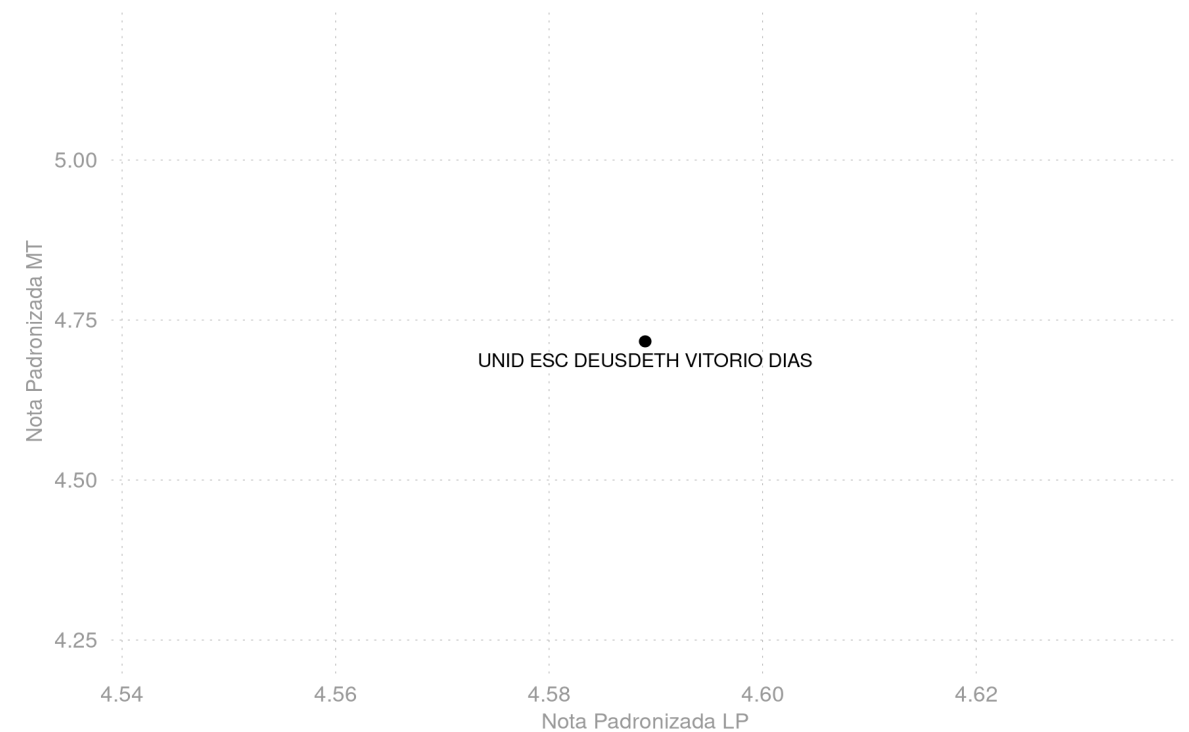 5.00
4.75
4.50
4.25
Nota Padronizada MT
UNID ESC DEUSDETH VITORIO DIAS
4.54 4.56 4.58 4.60 4.62
Nota Padronizada LP